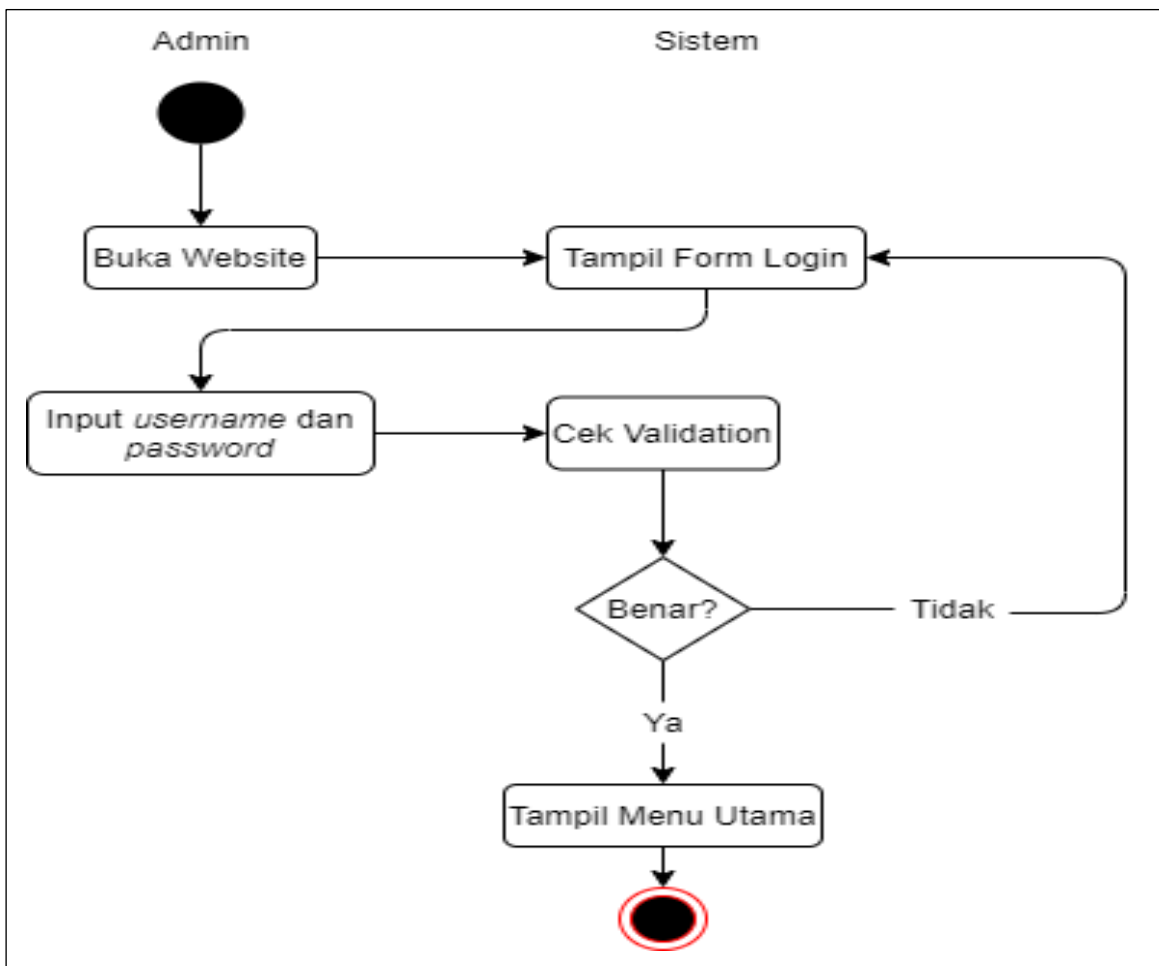 Admin
Sistem
Buka Website
Tampil Form Login
Input username dan
password
Cek Validation
Benar?
Tidak
Ya
Tampil Menu Utama